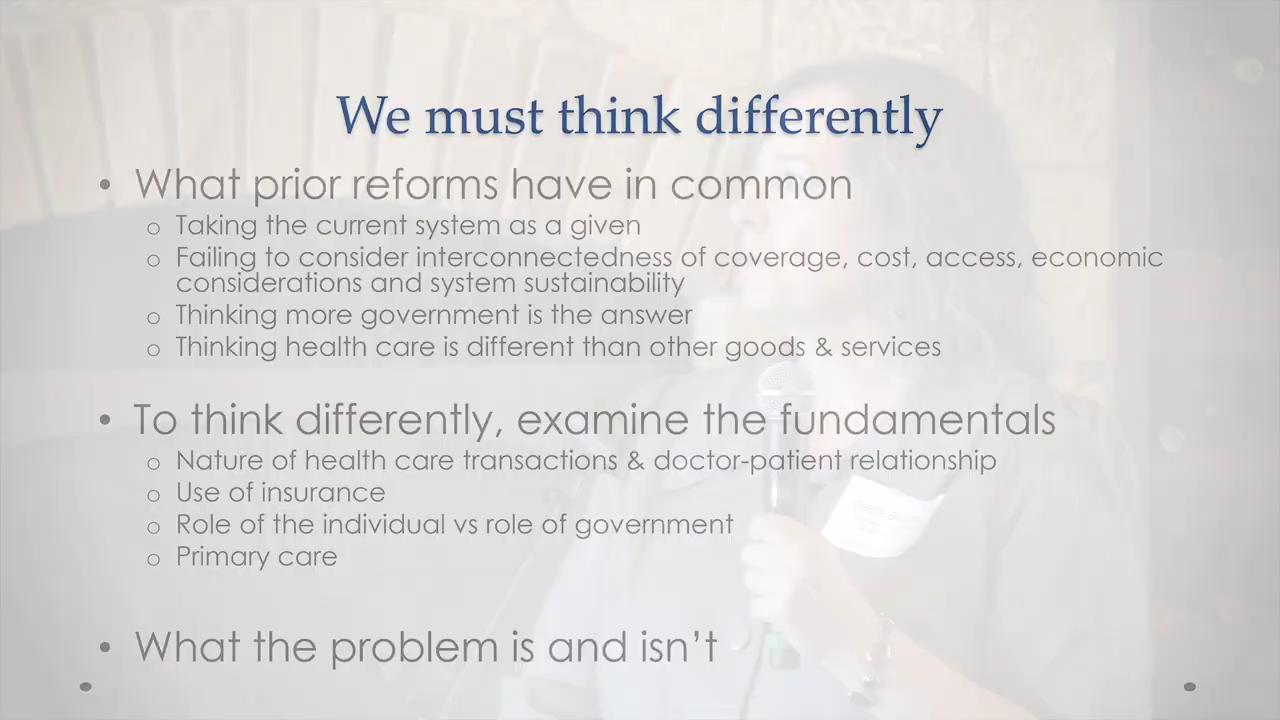 We must think differently
• What prior reforms have in common
o Taking the current system as a given
o Failing to consider interconnectedness of coverage, cost, access, economic
considerations and system sustainability
o Thinking more government is the answer
o Thinking health care is different than other goods & services
• To think differently, examine the fundamentals
o Nature of health care transactions & doctor-patient relationship
o Use of insurance
o Role of the individual vs role of government
o Primary care
• What the problem is and isn’t